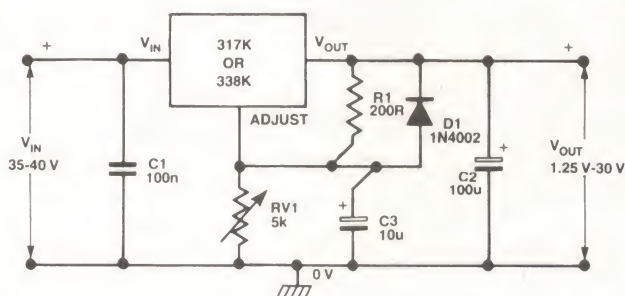 +
V_IN
317K
OR
338K
V_OUT
+
ADJUST
R1
200R
D1
1N4002
V_IN
35-40 V
C1
100n
RV1
5k
+
C3
10u
+
C2
100u
V_OUT
1.25 V-30 V
0 V